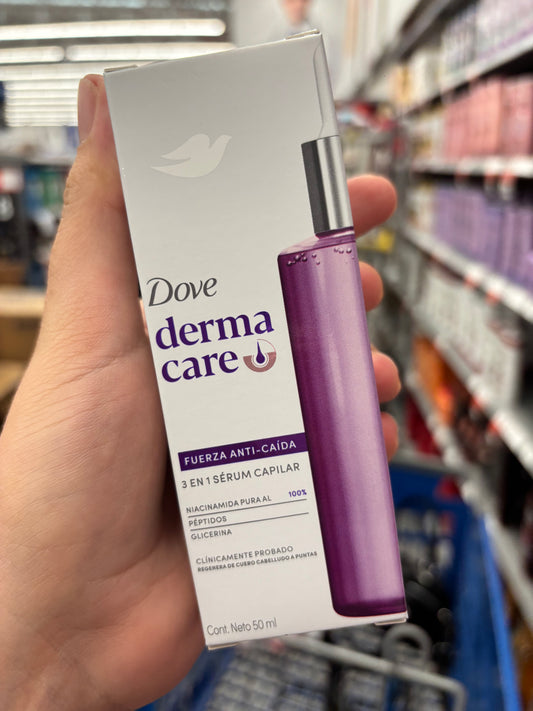 Dove
derma
care
FUERZA ANTI-CAÍDA
3 EN 1 SÉRUM CAPILAR
NIACINAMIDA PURA AL 100%
PÉPTIDOS
GLICERINA
CLÍNICAMENTE PROBADO
REGENERA DE CUERO CABELLUDO A PUNTAS
Cont. Neto 50 ml